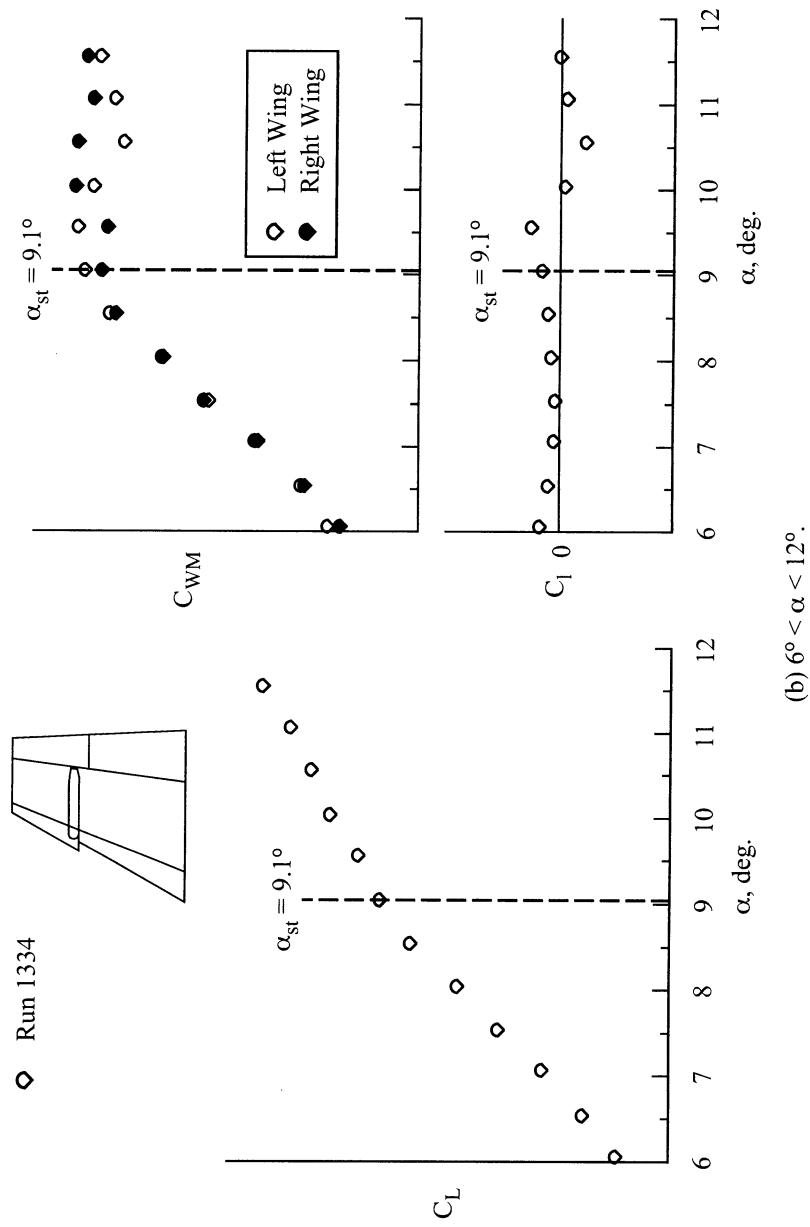 Run 1334
C_L
α_st = 9.1°
6 7 8 9 10 11 12
α, deg.
C_WM
α_st = 9.1°
Left Wing
Right Wing
C_l
0
α_st = 9.1°
6 7 8 9 10 11 12
α, deg.
(b) 6° < α < 12°.